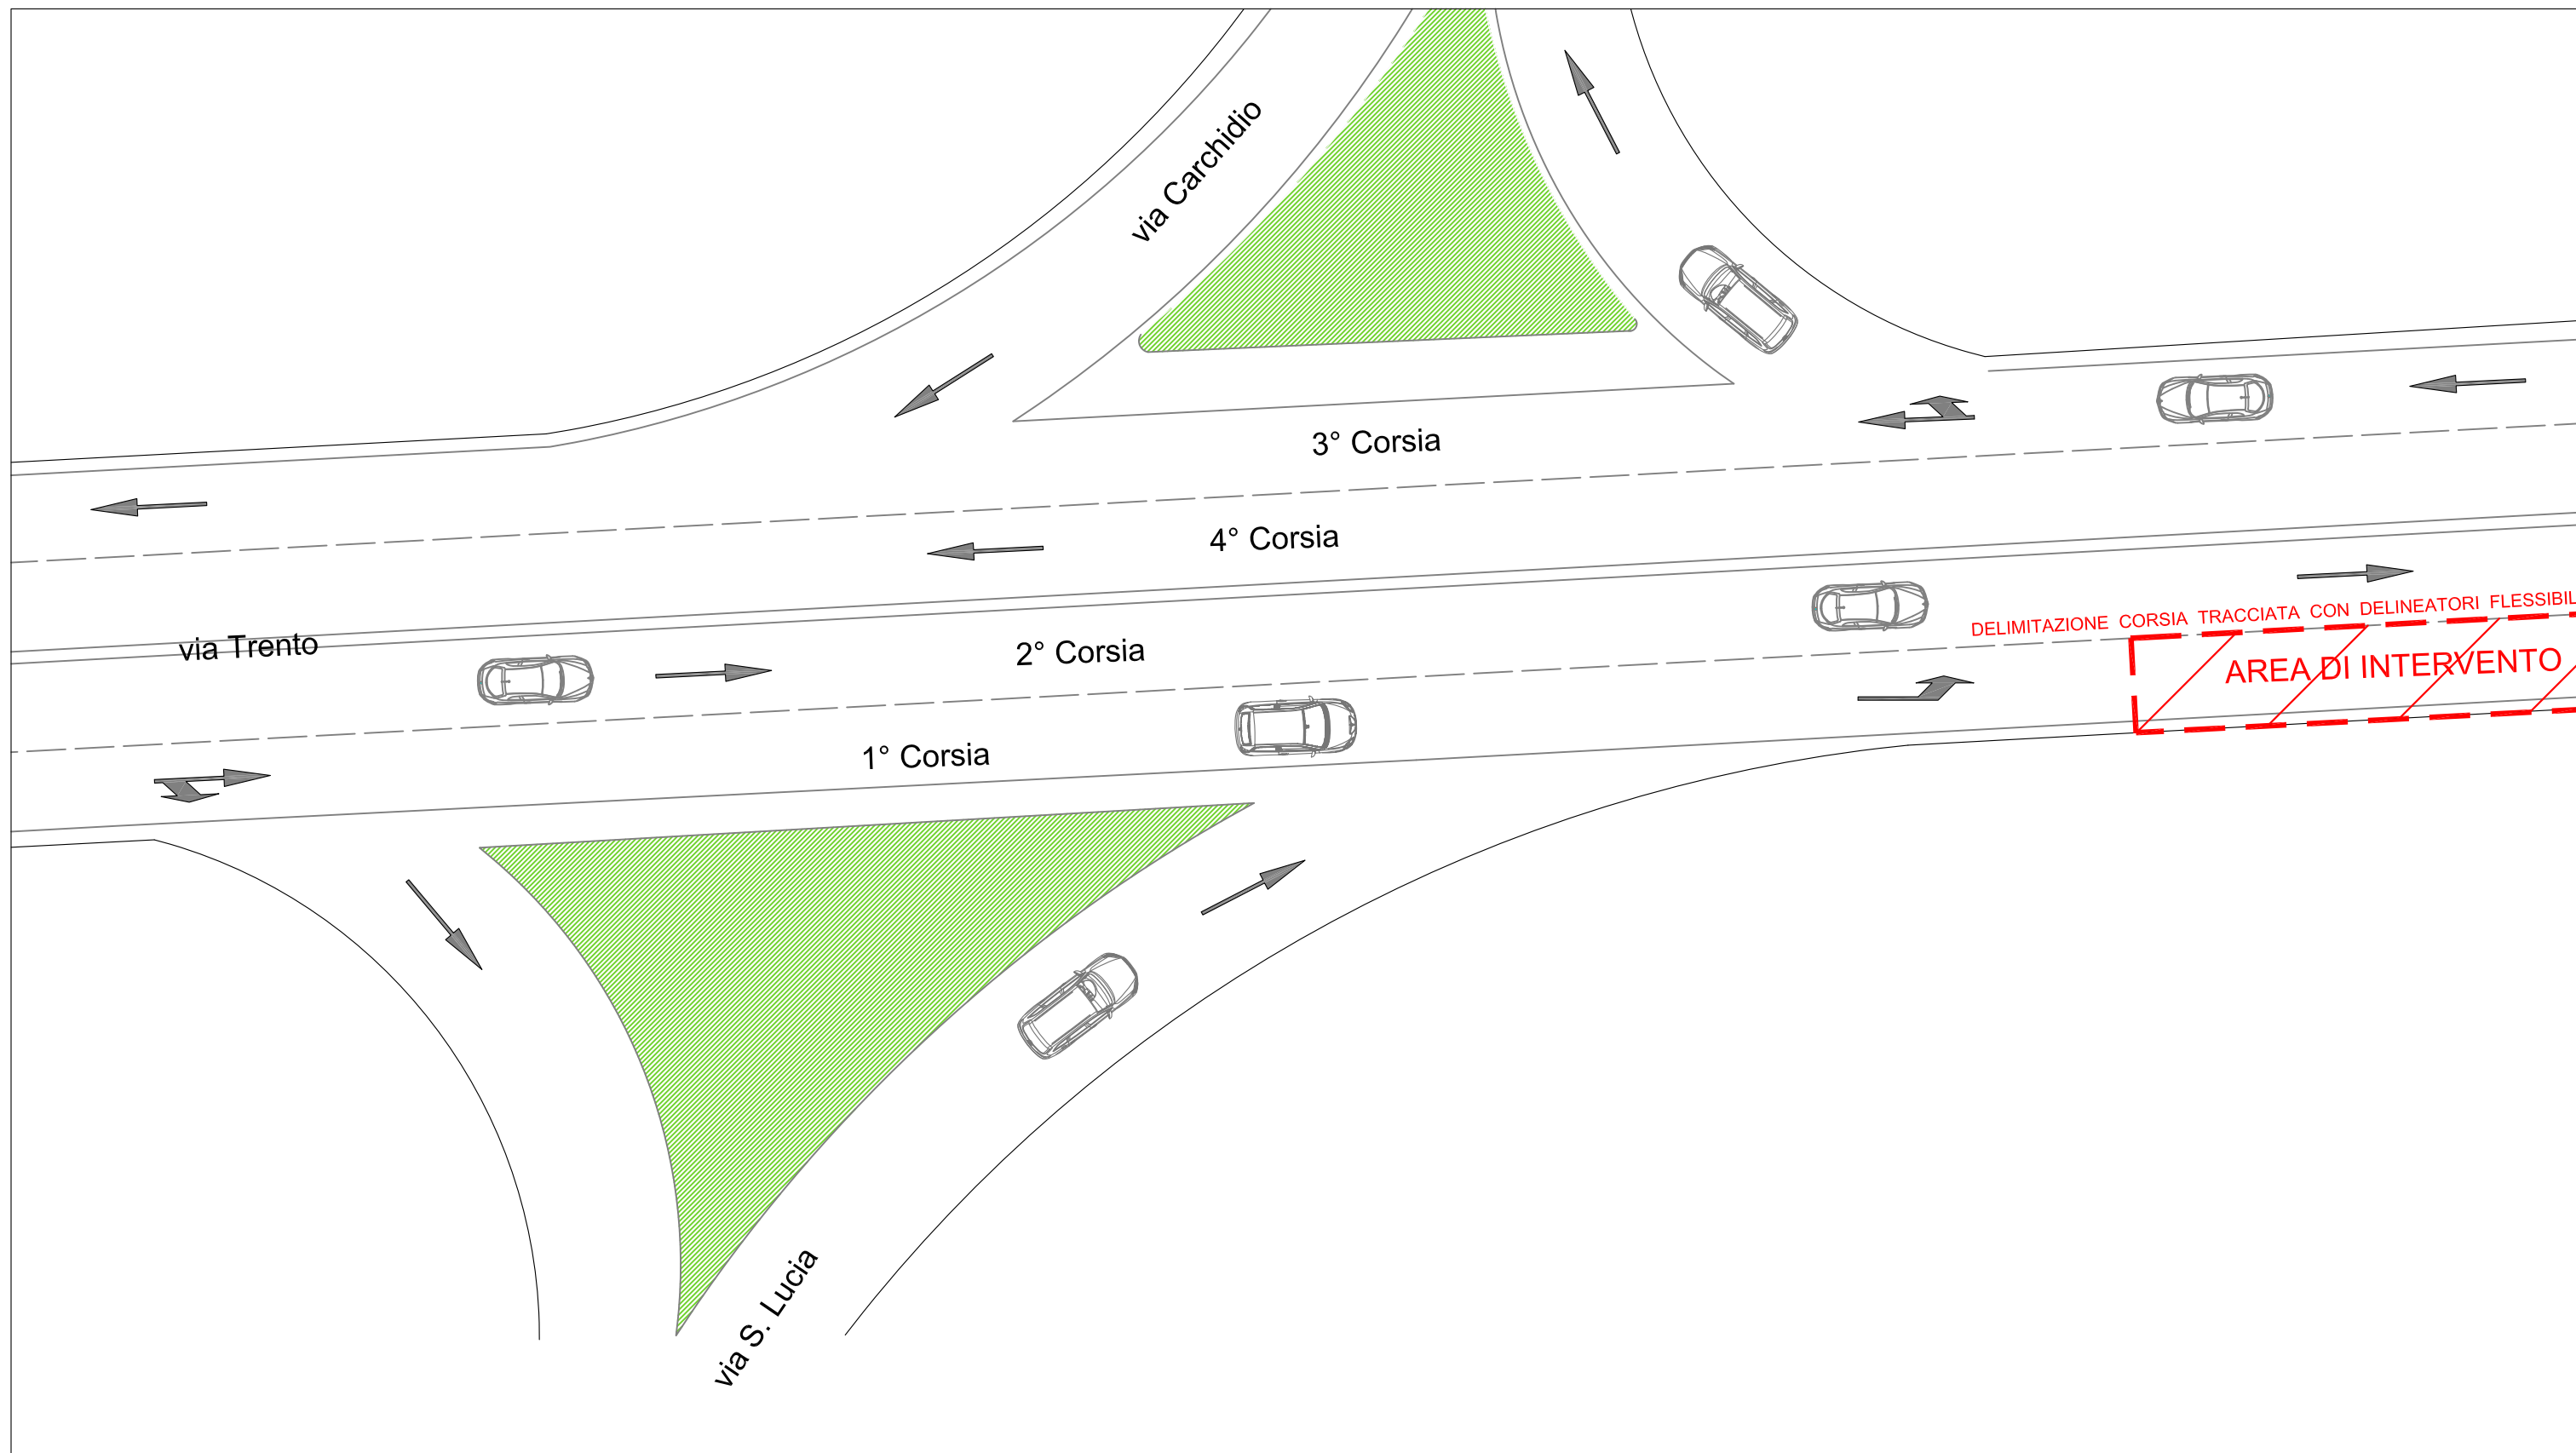 via Carchidio
3° Corsia
4° Corsia
via Trento
2° Corsia
1° Corsia
DELIMITAZIONE CORSIA TRACCIATA CON DELINEATORI FLESSIBIL
AREA DI INTERVENTO
via S. Lucia